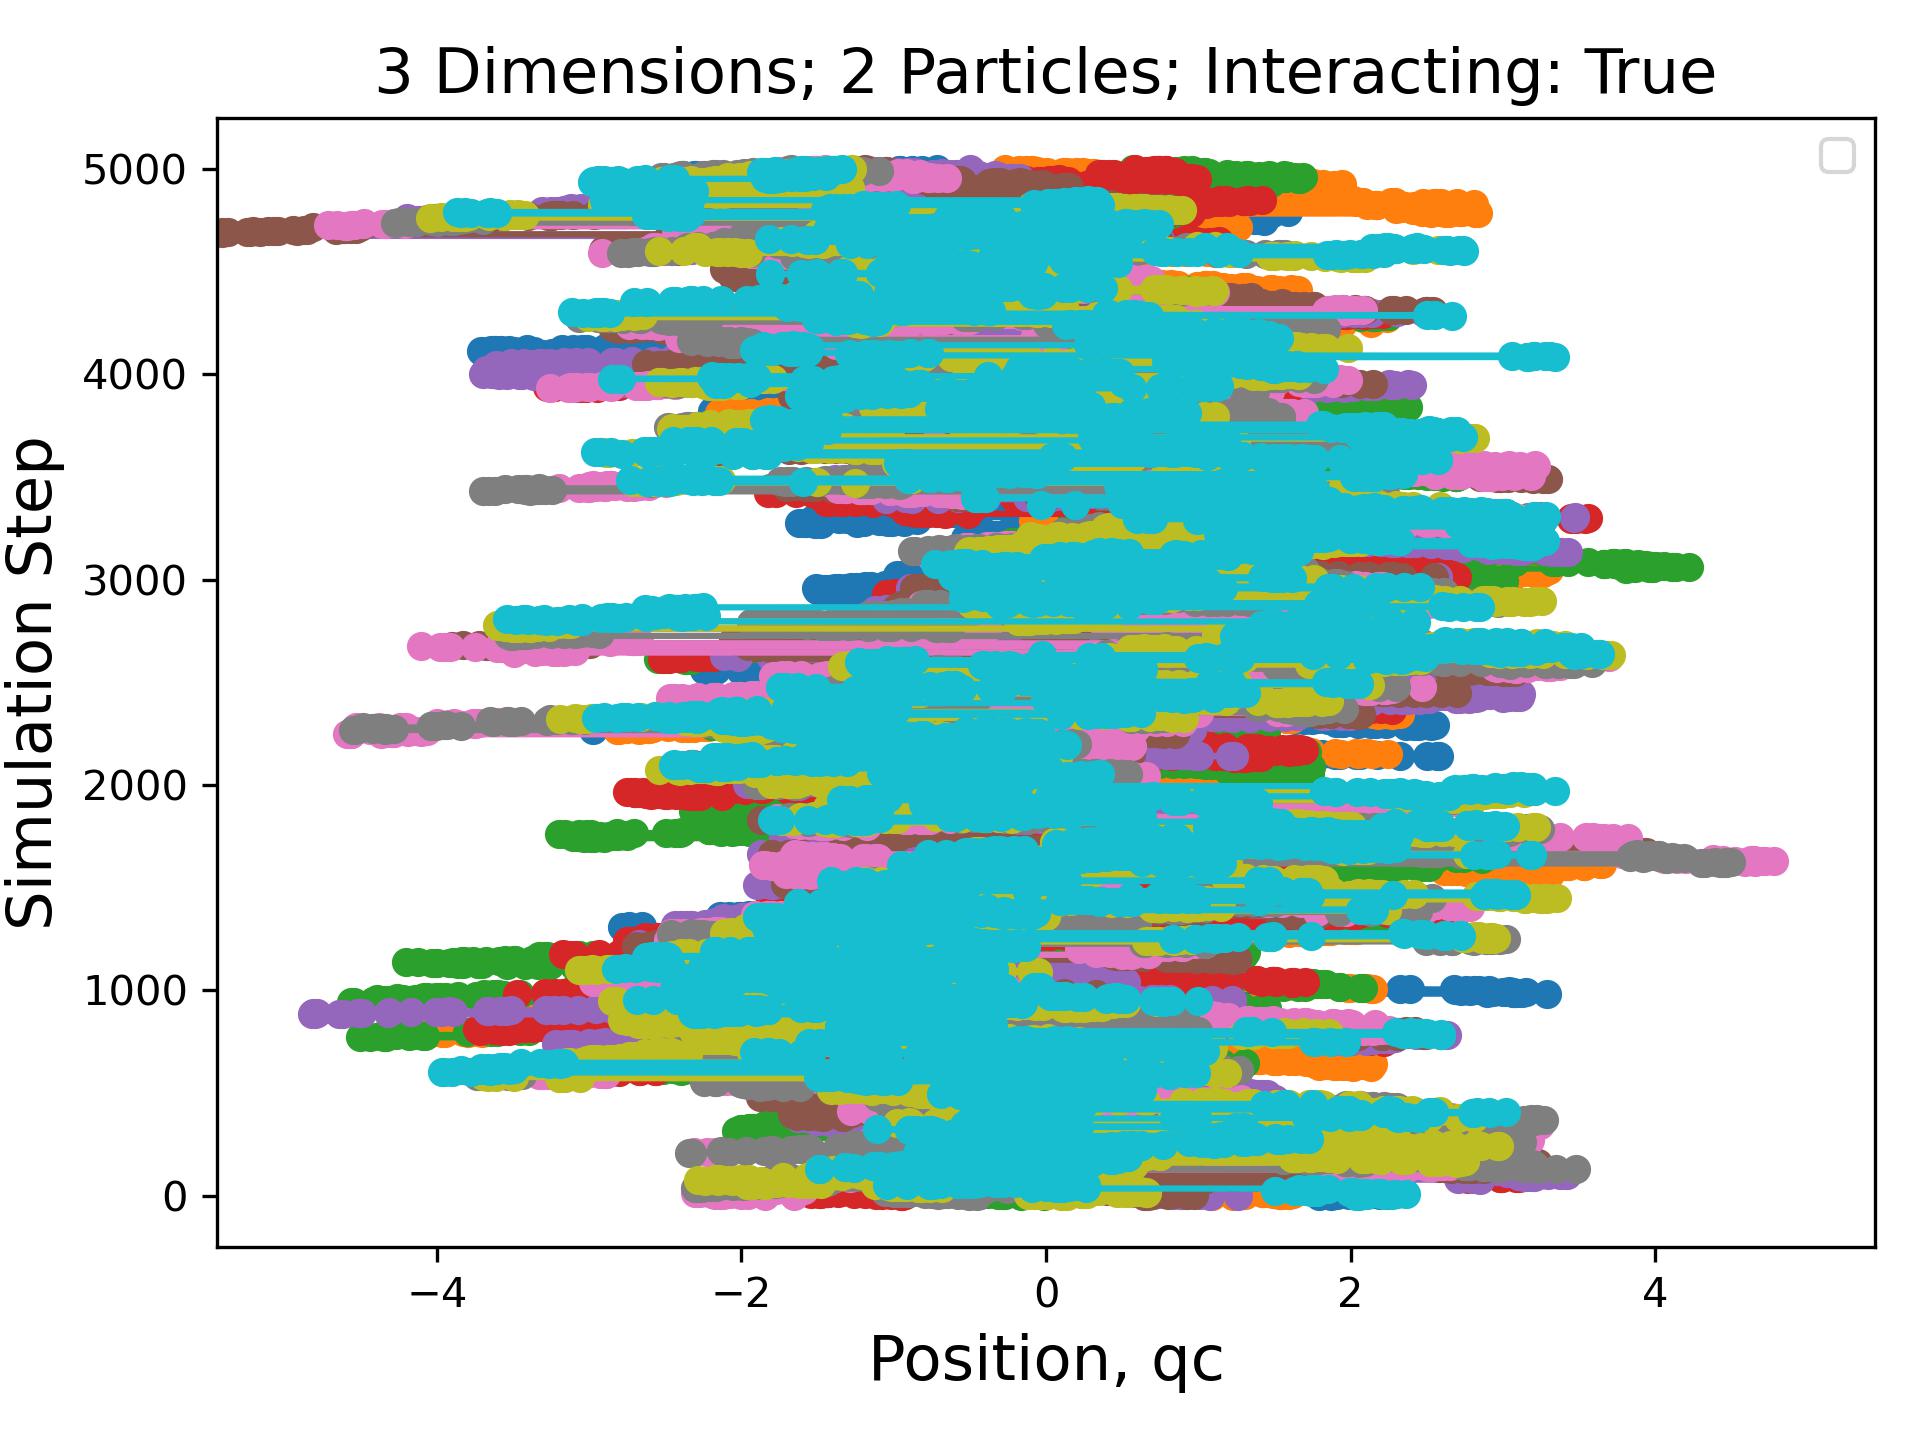 3 Dimensions; 2 Particles; Interacting: True
Simulation Step
5000
4000
3000
2000
1000
0
−4 −2 0 2 4
Position, qc